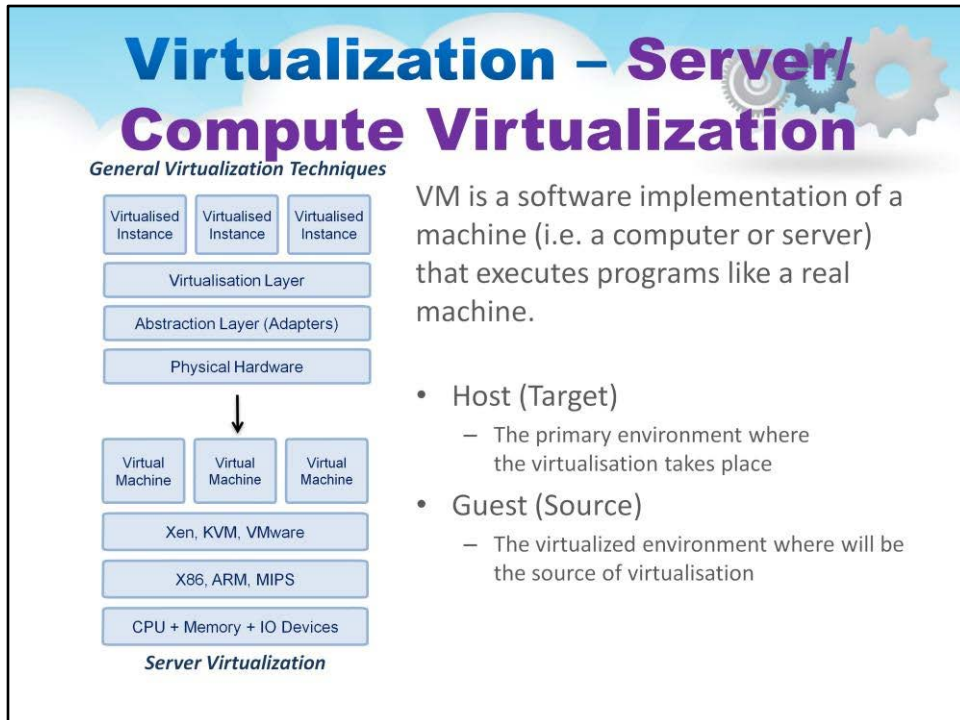 Virtualization – Server/
Compute Virtualization
General Virtualization Techniques
Virtualised Instance
Virtualised Instance
Virtualised Instance
Virtualisation Layer
Abstraction Layer (Adapters)
Physical Hardware
Virtual Machine
Virtual Machine
Virtual Machine
Xen, KVM, VMware
X86, ARM, MIPS
CPU + Memory + IO Devices
Server Virtualization
VM is a software implementation of a
machine (i.e. a computer or server)
that executes programs like a real
machine.
• Host (Target)
– The primary environment where
the virtualisation takes place
• Guest (Source)
– The virtualized environment where will be
the source of virtualisation